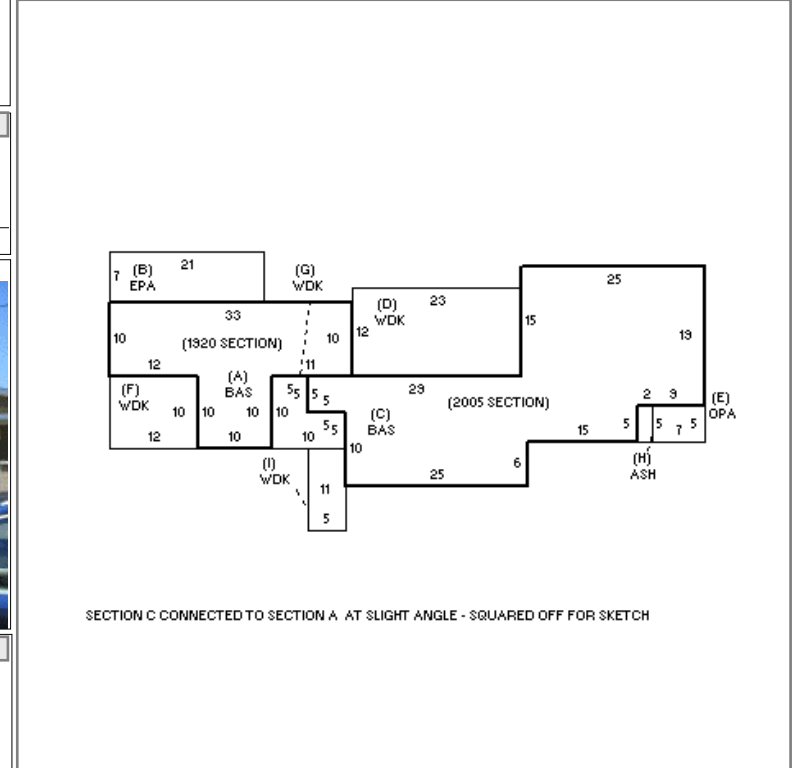 21
7 (B)
EPA
(G)
WDK
25
33
(D)
WDK
23
15
19
10
(1920 SECTION)
10
12
12
11
(F)
WDK
(A)
BAS
55
5
5
29
(2005 SECTION)
2 9
(E)
OPA
10
10
10
10
(C)
BAS
5
5
5
7
5
5
12
10
10
5
15
10
(I)
WDK
6
(H)
ASH
11
25
5
SECTION C CONNECTED TO SECTION A AT SLIGHT ANGLE - SQUARED OFF FOR SKETCH